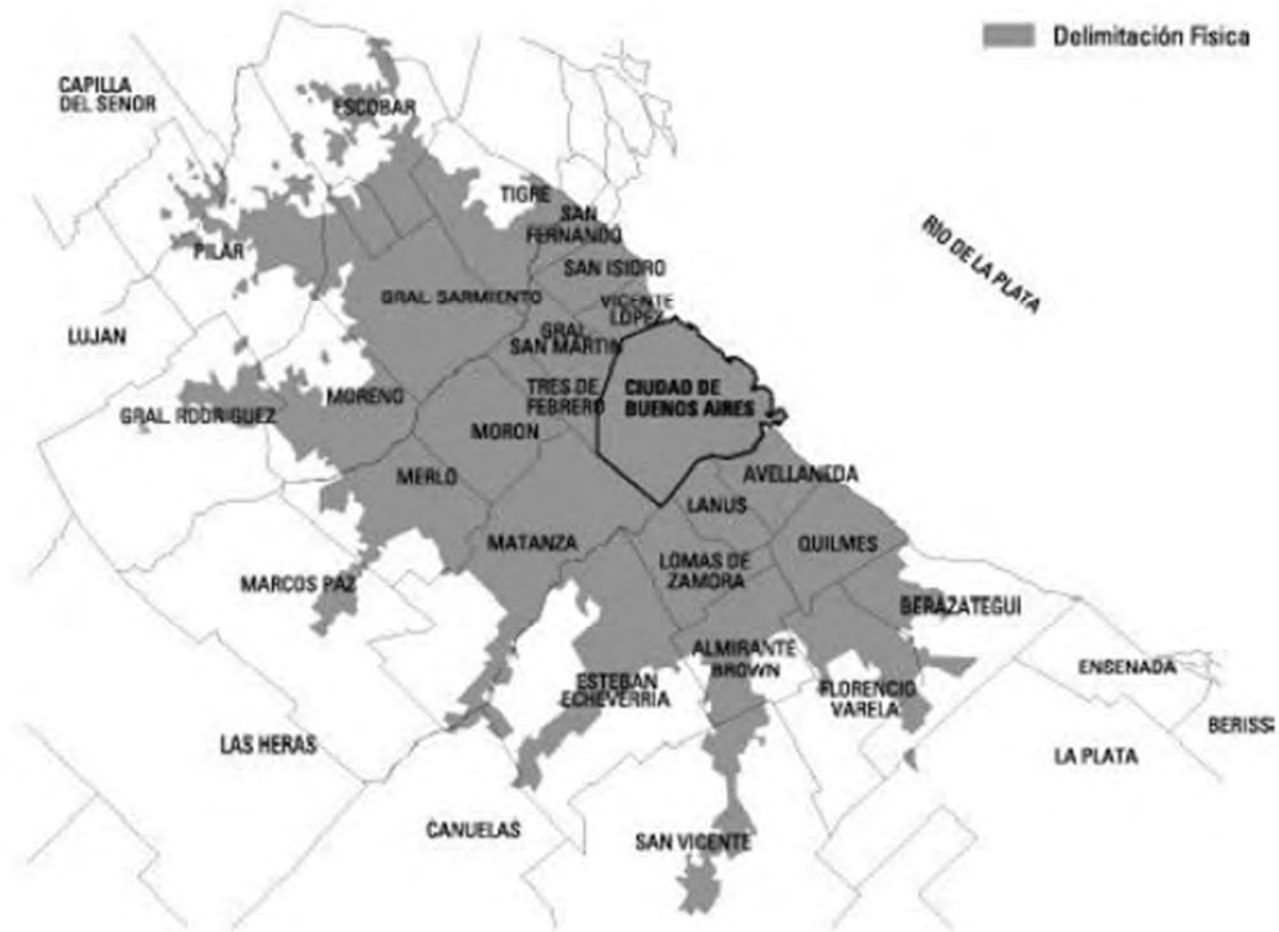 Delimitación Física
CAPILLA
DEL SENOR
ESCOBAR
TIGRE
SAN
FERNANDO
RIO DE LA PLATA
PILAR
SAN ISIDRO
GRAL. SARMIENTO
VICENTE
LOPEZ
LUJAN
GRAL.
SAN MARTIN
MORENO
TRES DE
FEBRERO
CIUDAD DE
BUENOS AIRES
GRAL. RODRIGUEZ
MORON
MERLO
AVELLANEDA
LANUS
MATANZA
QUILMES
LOMAS DE
ZAMORA
MARCOS PAZ
BERAZATEGUI
ALMIRANTE
BROWN
ENSENADA
ESTEBAN
ECHEVERRIA
FLORENCIO
VARELA
BERISS
LAS HERAS
LA PLATA
CANUELAS
SAN VICENTE